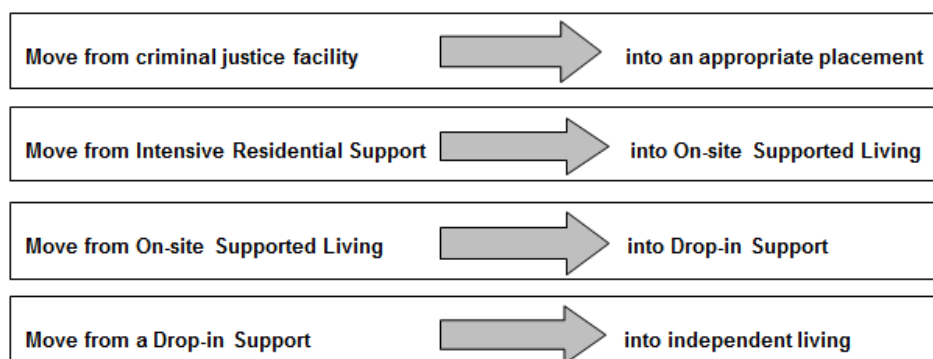 Move from criminal justice facility into an appropriate placement
Move from Intensive Residential Support into On-site Supported Living
Move from On-site Supported Living into Drop-in Support
Move from a Drop-in Support into independent living